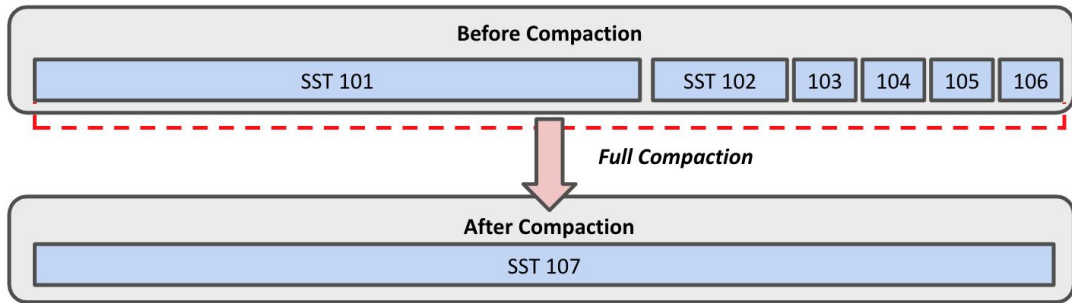 Before Compaction
SST 101 SST 102 103 104 105 106
Full Compaction
After Compaction
SST 107